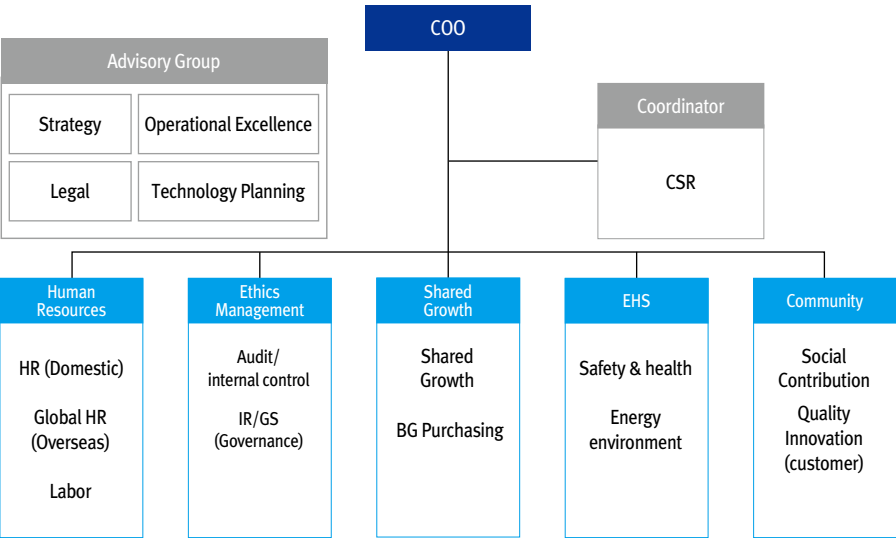 COO
Advisory Group
Strategy
Operational Excellence
Legal
Technology Planning
Coordinator
CSR
Human
Resources
HR (Domestic)
Global HR
(Overseas)
Labor
Ethics
Management
Audit/
internal control
IR/GS
(Governance)
Shared
Growth
Shared
Growth
BG Purchasing
EHS
Safety & health
Energy
environment
Community
Social
Contribution
Quality
Innovation
(customer)